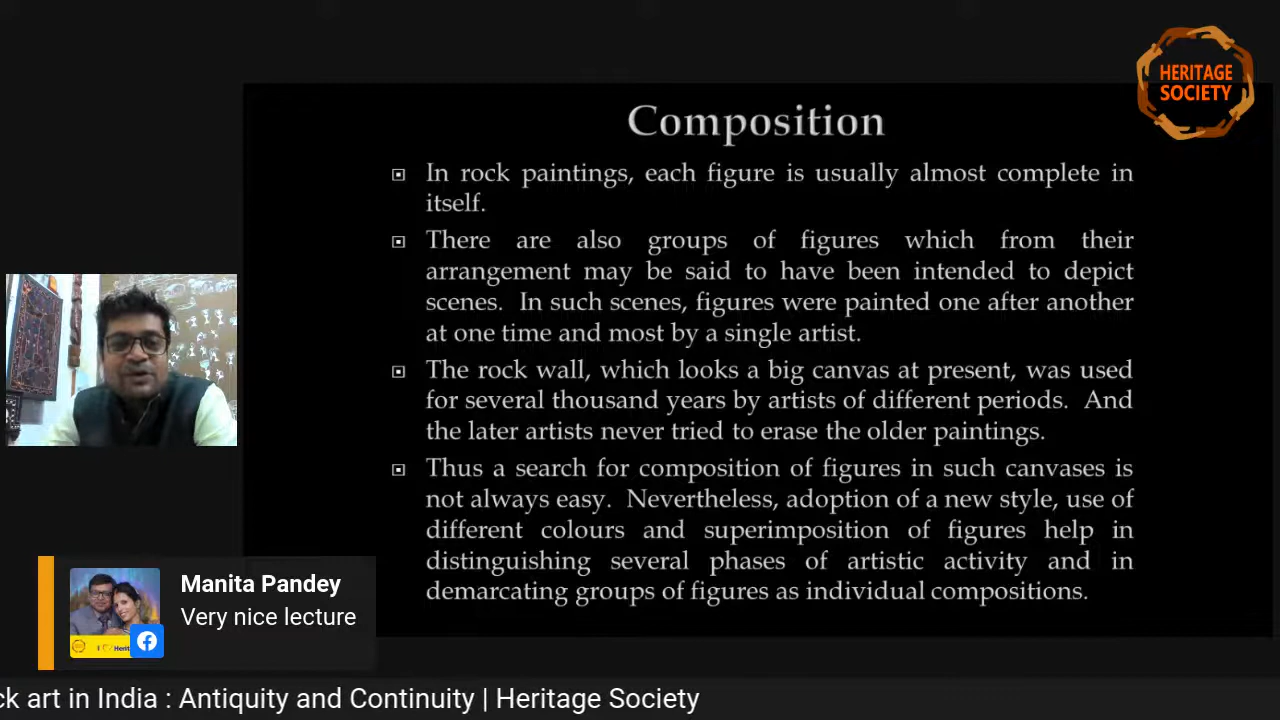 HERITAGE
SOCIETY
Composition
In rock paintings, each figure is usually almost complete in
itself.
There are also groups of figures which from their
arrangement may be said to have been intended to depict
scenes. In such scenes, figures were painted one after another
at one time and most by a single artist.
The rock wall, which looks a big canvas at present, was used
for several thousand years by artists of different periods. And
the later artists never tried to erase the older paintings.
Thus a search for composition of figures in such canvases is
not always easy. Nevertheless, adoption of a new style, use of
different colours and superimposition of figures help in
distinguishing several phases of artistic activity and in
demarcating groups of figures as individual compositions.
Manita Pandey
Very nice lecture
ck art in India : Antiquity and Continuity | Heritage Society